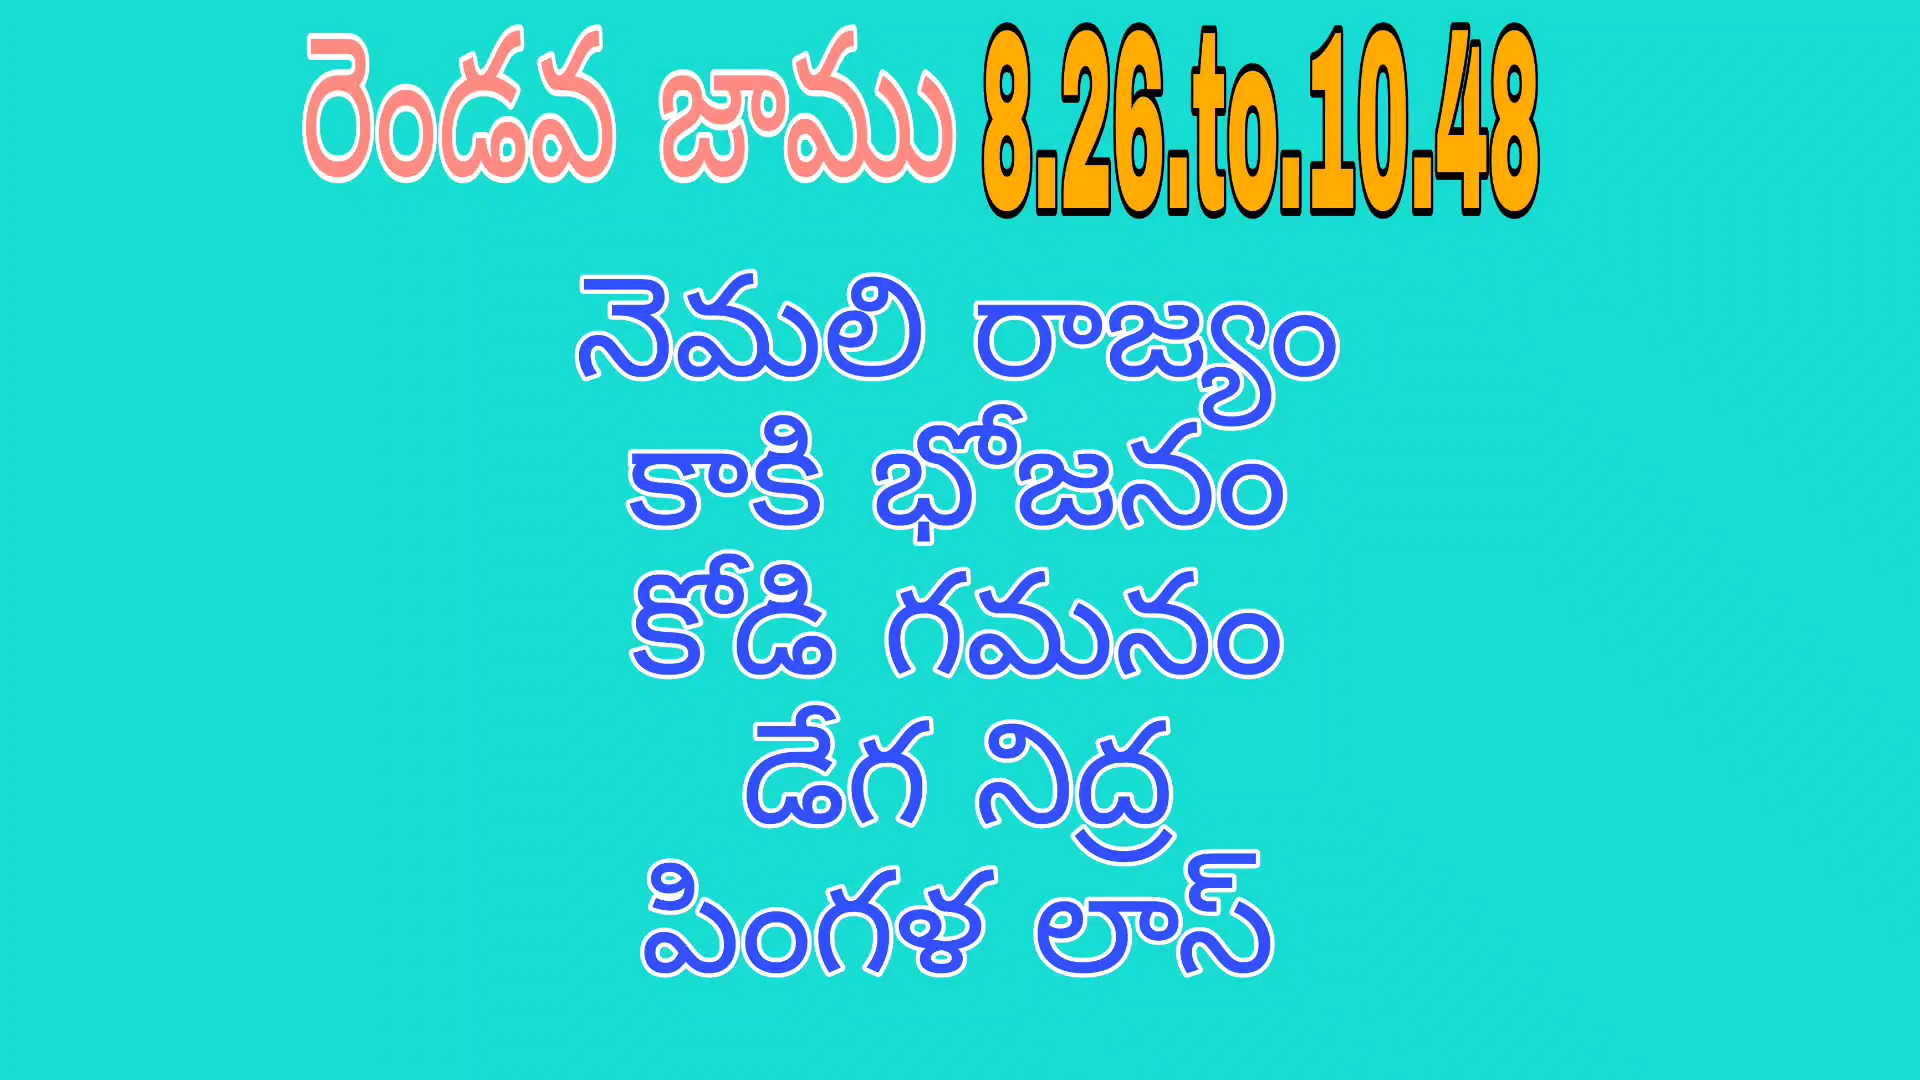 రెండవ జాము 8.26.to.10.48
నెమలి రాజ్యం
కాకి భోజనం
కోడి గమనం
డేగ నిద్ర
పింగళ లాస్